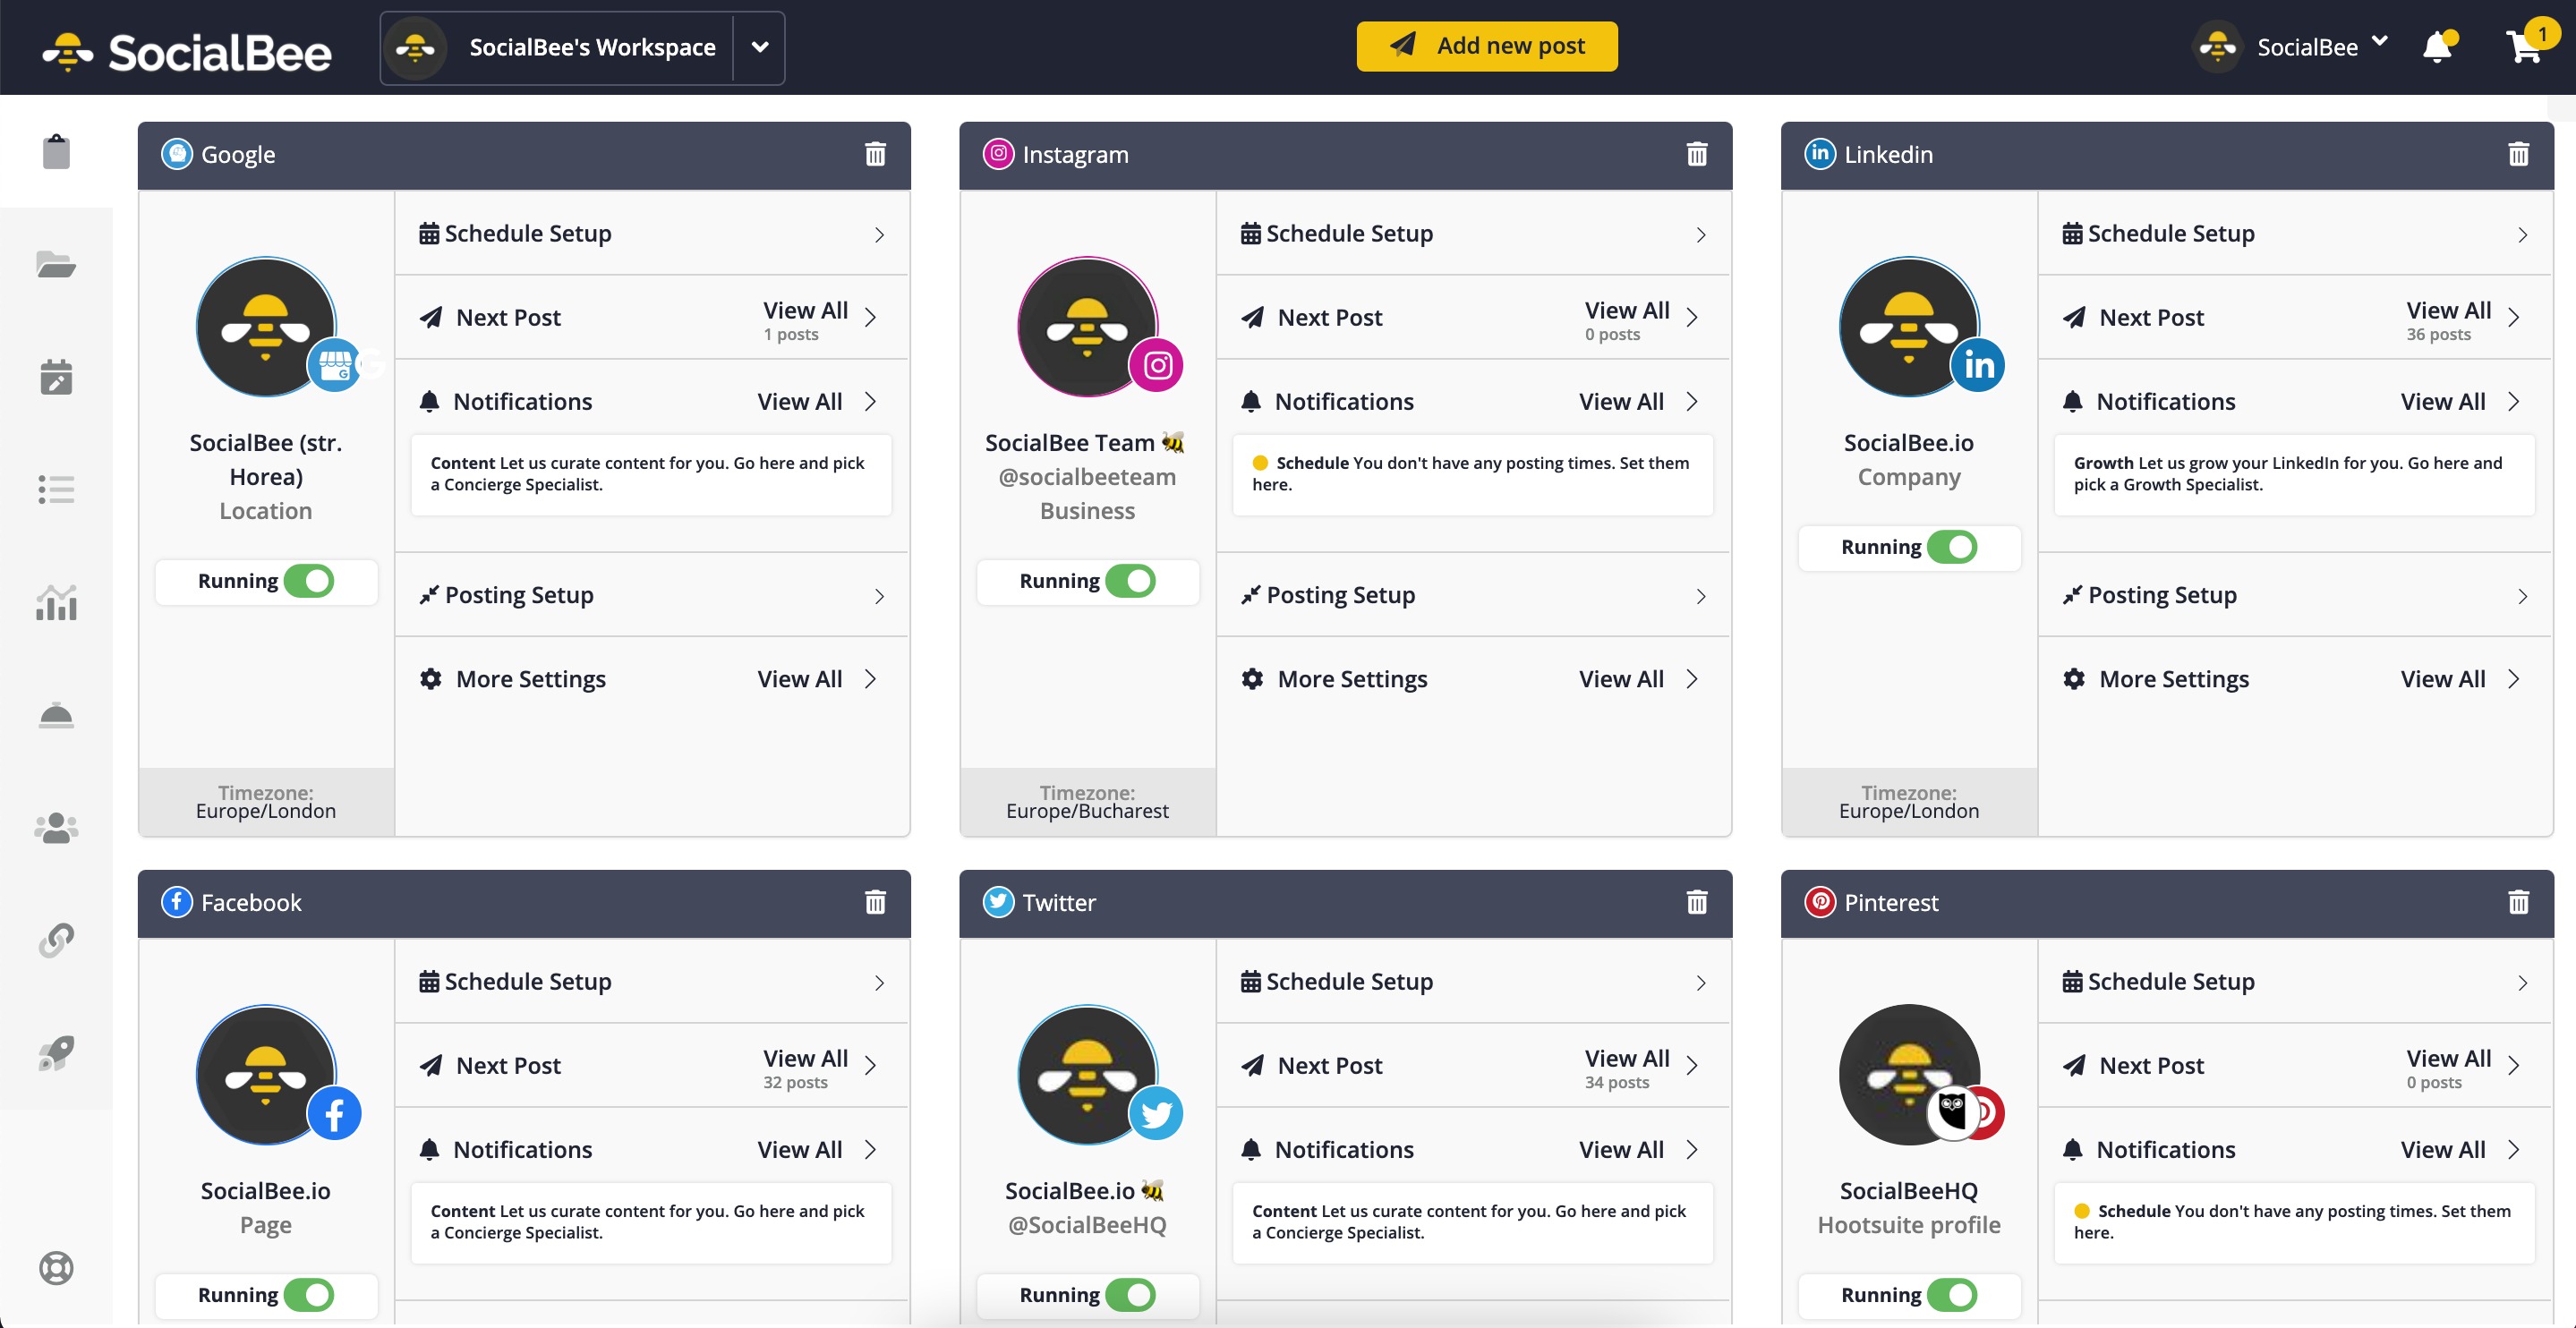 SocialBee
SocialBee's Workspace
Add new post
SocialBee
1
Google
Schedule Setup
Next Post
View All
1 posts
Notifications
View All
Content Let us curate content for you. Go here and pick
a Concierge Specialist.
SocialBee (str.
Horea)
Location
Running
Posting Setup
More Settings
View All
Timezone:
Europe/London
Instagram
Schedule Setup
Next Post
View All
0 posts
Notifications
View All
Schedule You don't have any posting times. Set them
here.
SocialBee Team 🐝
@socialbeeteam
Business
Running
Posting Setup
More Settings
View All
Timezone:
Europe/Bucharest
Linkedin
Schedule Setup
Next Post
View All
36 posts
Notifications
View All
Growth Let us grow your LinkedIn for you. Go here and
pick a Growth Specialist.
SocialBee.io
Company
Running
Posting Setup
More Settings
View All
Timezone:
Europe/London
Facebook
Schedule Setup
Next Post
View All
32 posts
Notifications
View All
Content Let us curate content for you. Go here and pick
a Concierge Specialist.
SocialBee.io
Page
Running
Twitter
Schedule Setup
Next Post
View All
34 posts
Notifications
View All
Content Let us curate content for you. Go here and pick
a Concierge Specialist.
SocialBee.io 🐝
@SocialBeeHQ
Running
Pinterest
Schedule Setup
Next Post
View All
0 posts
Notifications
View All
Schedule You don't have any posting times. Set them
here.
SocialBeeHQ
Hootsuite profile
Running